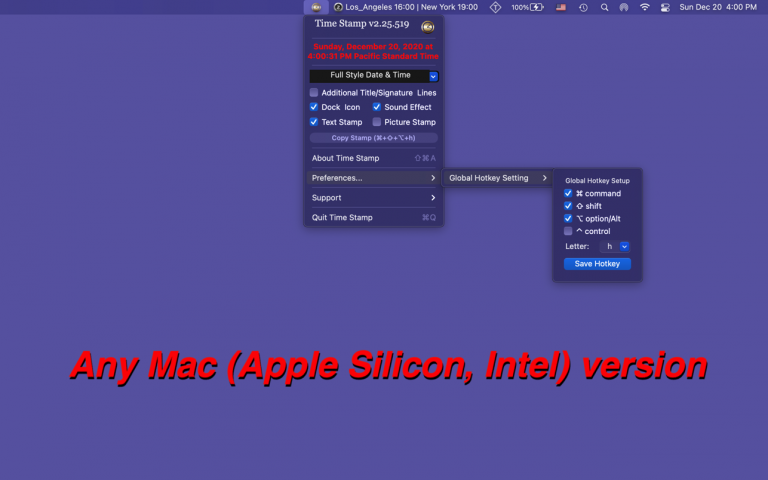 Los_Angeles 16:00 | New York 19:00
100%
Sun Dec 20 4:00 PM
Time Stamp v2.25.519
Sunday, December 20, 2020 at
4:00:31 PM Pacific Standard Time
Full Style Date & Time
Additional Title/Signature Lines
Dock Icon
Sound Effect
Text Stamp
Picture Stamp
Copy Stamp (⌘+⇧+⌥+h)
About Time Stamp ⇧⌘A
Preferences...
Global Hotkey Setting
Support
Quit Time Stamp ⌘Q
Global Hotkey Setup
⌘ command
⇧ shift
⌥ option/Alt
^ control
Letter: h
Save Hotkey
Any Mac (Apple Silicon, Intel) version